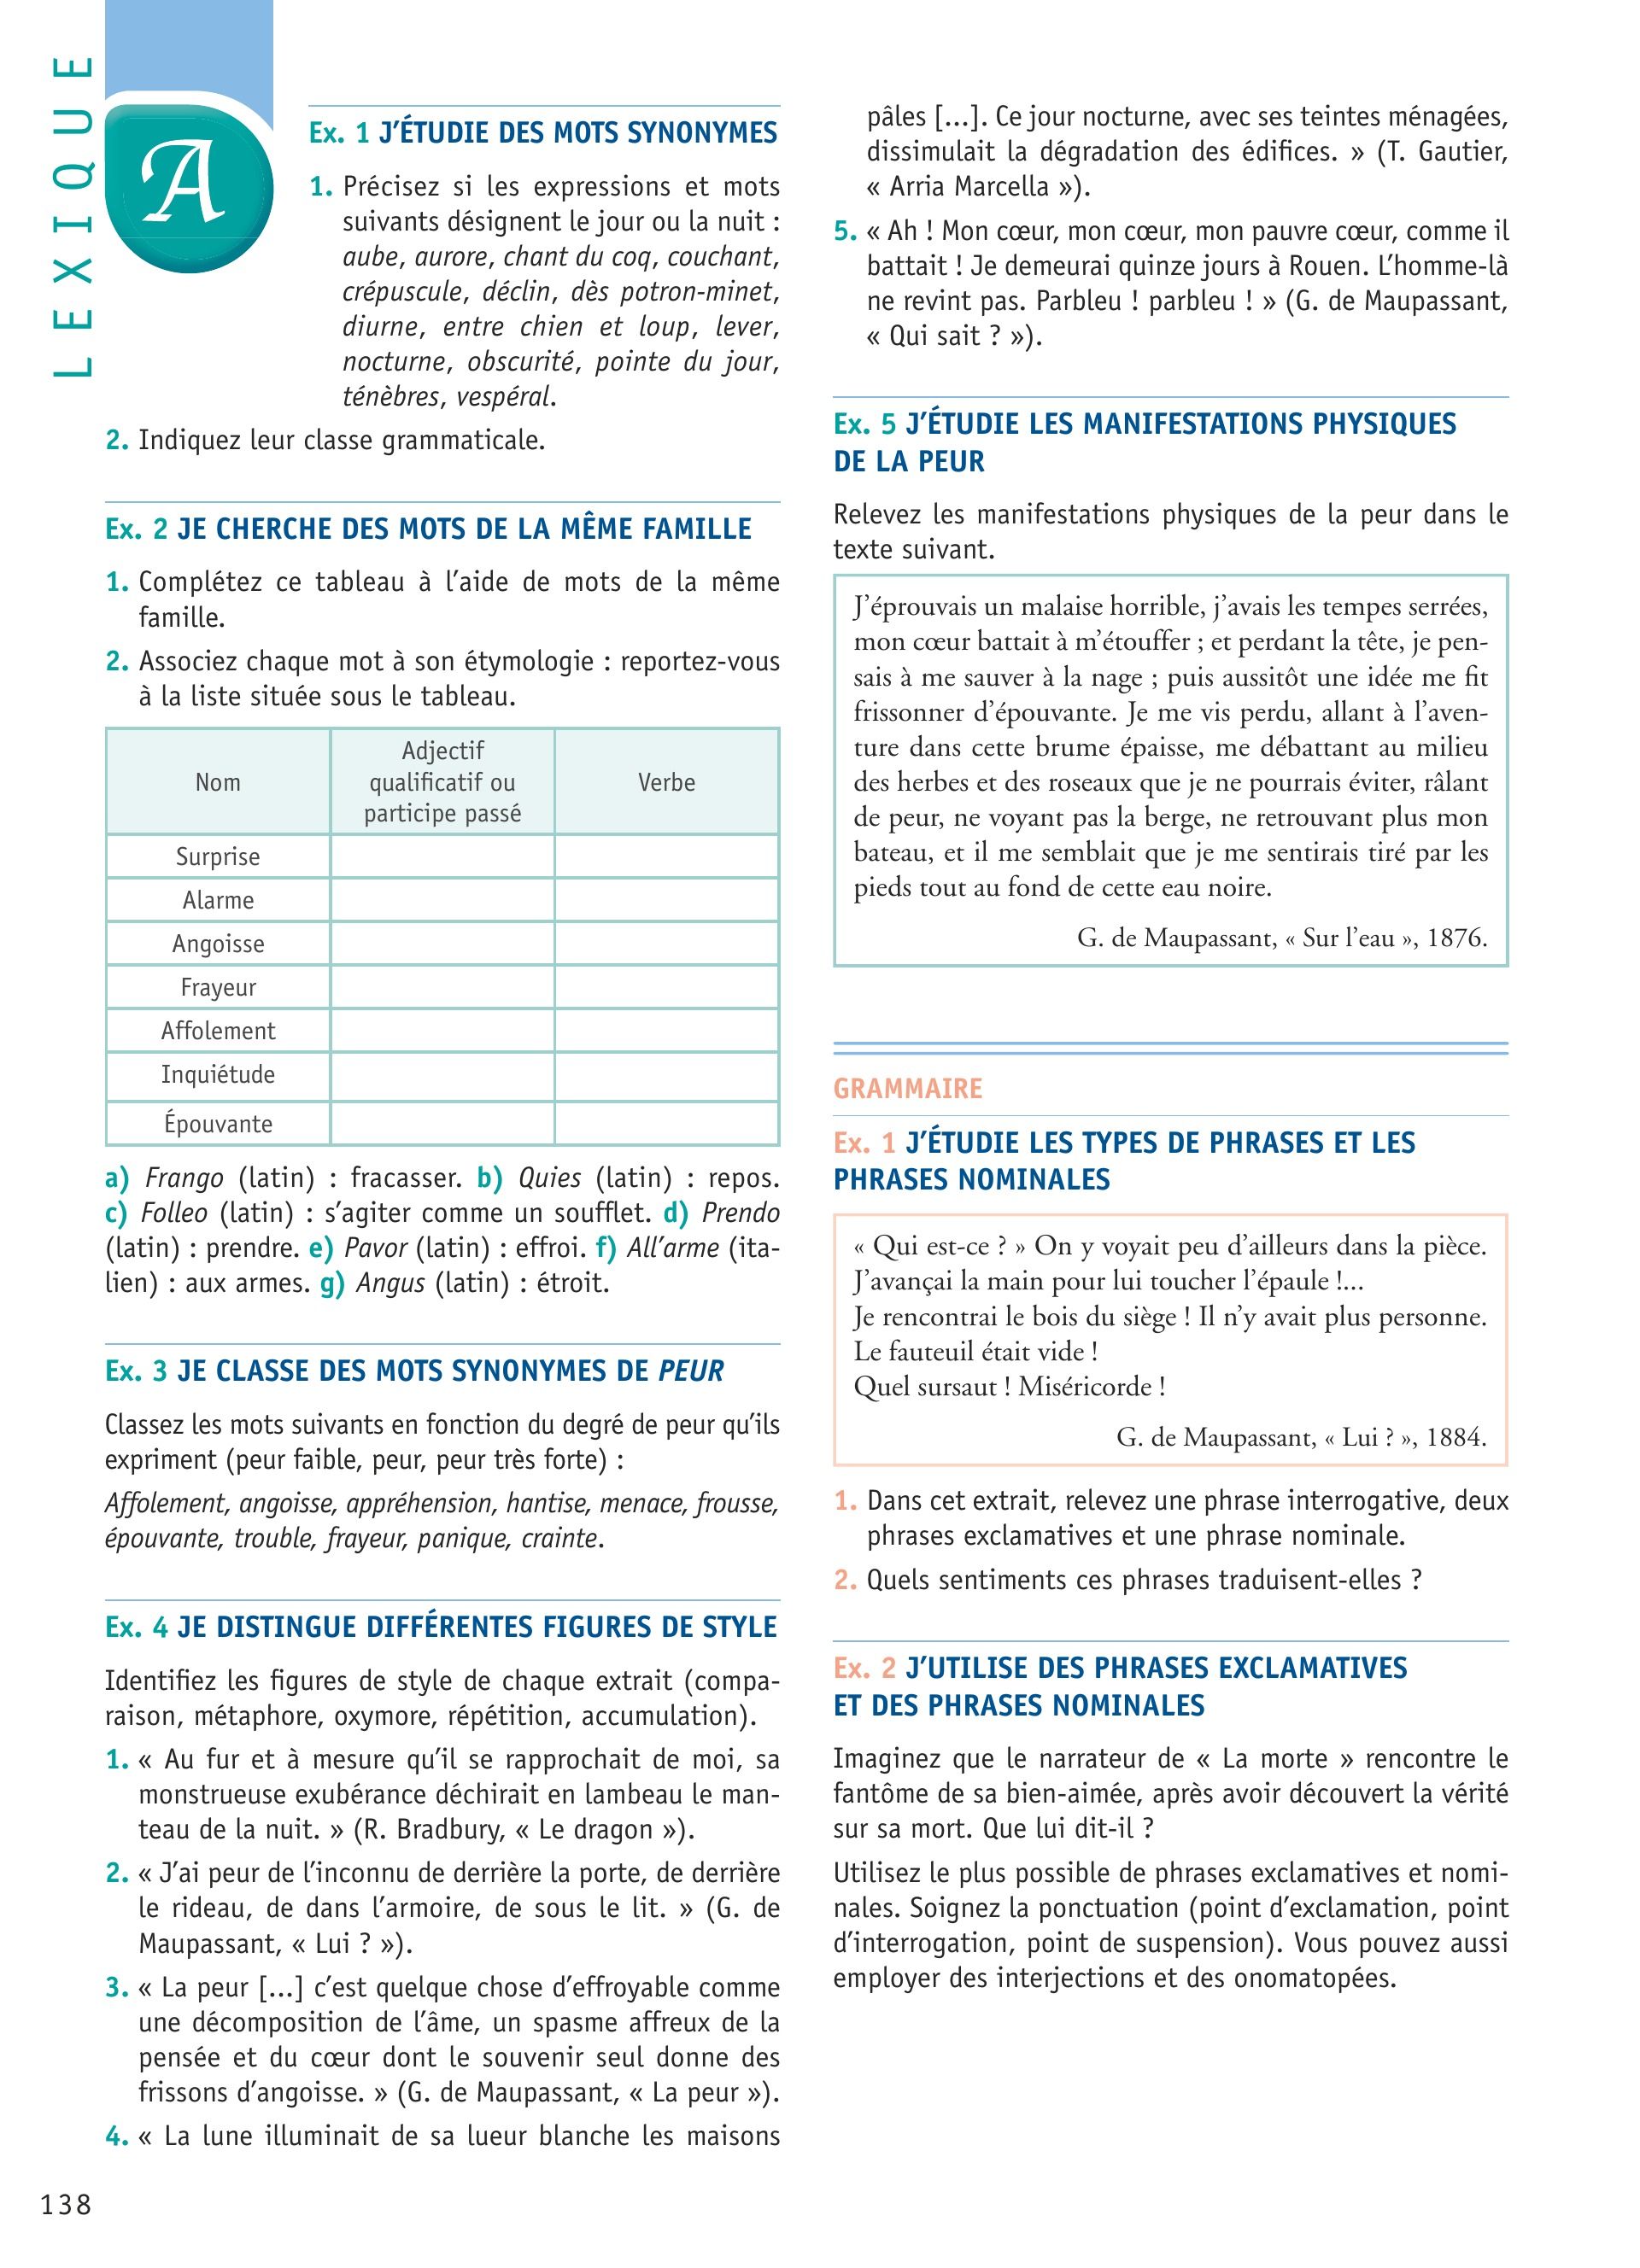 LEXIQUE
A
Ex. 1 J’ÉTUDIE DES MOTS SYNONYMES
1. Précisez si les expressions et mots
suivants désignent le jour ou la nuit :
aube, aurore, chant du coq, couchant,
crépuscule, déclin, dès potron-minet,
diurne, entre chien et loup, lever,
nocturne, obscurité, pointe du jour,
ténèbres, vespéral.
2. Indiquez leur classe grammaticale.
Ex. 2 JE CHERCHE DES MOTS DE LA MÊME FAMILLE
1. Complétez ce tableau à l’aide de mots de la même
famille.
2. Associez chaque mot à son étymologie : reportez-vous
à la liste située sous le tableau.
Nom
Adjectif
qualificatif ou
participe passé
Verbe
Surprise
Alarme
Angoisse
Frayeur
Affolement
Inquiétude
Épouvante
a) Frango (latin) : fracasser. b) Quies (latin) : repos.
c) Folleo (latin) : s’agiter comme un soufflet. d) Prendo
(latin) : prendre. e) Pavor (latin) : effroi. f) All’arme (ita-
lien) : aux armes. g) Angus (latin) : étroit.
Ex. 3 JE CLASSE DES MOTS SYNONYMES DE PEUR
Classez les mots suivants en fonction du degré de peur qu’ils
expriment (peur faible, peur, peur très forte) :
Affolement, angoisse, appréhension, hantise, menace, frousse,
épouvante, trouble, frayeur, panique, crainte.
Ex. 4 JE DISTINGUE DIFFÉRENTES FIGURES DE STYLE
Identifiez les figures de style de chaque extrait (compa-
raison, métaphore, oxymore, répétition, accumulation).
1. « Au fur et à mesure qu’il se rapprochait de moi, sa
monstrueuse exubérance déchirait en lambeau le man-
teau de la nuit. » (R. Bradbury, « Le dragon »).
2. « J’ai peur de l’inconnu de derrière la porte, de derrière
le rideau, de dans l’armoire, de sous le lit. » (G. de
Maupassant, « Lui ? »).
3. « La peur [...] c’est quelque chose d’effroyable comme
une décomposition de l’âme, un spasme affreux de la
pensée et du cœur dont le souvenir seul donne des
frissons d’angoisse. » (G. de Maupassant, « La peur »).
4. « La lune illuminait de sa lueur blanche les maisons
pâles [...]. Ce jour nocturne, avec ses teintes ménagées,
dissimulait la dégradation des édifices. » (T. Gautier,
« Arria Marcella »).
5. « Ah ! Mon cœur, mon cœur, mon pauvre cœur, comme il
battait ! Je demeurai quinze jours à Rouen. L’homme-là
ne revint pas. Parbleu ! parbleu ! » (G. de Maupassant,
« Qui sait ? »).
Ex. 5 J’ÉTUDIE LES MANIFESTATIONS PHYSIQUES
DE LA PEUR
Relevez les manifestations physiques de la peur dans le
texte suivant.
J’éprouvais un malaise horrible, j’avais les tempes serrées,
mon cœur battait à m’étouffer ; et perdant la tête, je pen-
sais à me sauver à la nage ; puis aussitôt une idée me fit
frissonner d’épouvante. Je me vis perdu, allant à l’aven-
ture dans cette brume épaisse, me débattant au milieu
des herbes et des roseaux que je ne pourrais éviter, râlant
de peur, ne voyant pas la berge, ne retrouvant plus mon
bateau, et il me semblait que je me sentirais tiré par les
pieds tout au fond de cette eau noire.
G. de Maupassant, « Sur l’eau », 1876.
GRAMMAIRE
Ex. 1 J’ÉTUDIE LES TYPES DE PHRASES ET LES
PHRASES NOMINALES
« Qui est-ce ? » On y voyait peu d’ailleurs dans la pièce.
J’avançai la main pour lui toucher l’épaule !...
Je rencontrai le bois du siège ! Il n’y avait plus personne.
Le fauteuil était vide !
Quel sursaut ! Miséricorde !
G. de Maupassant, « Lui ? », 1884.
1. Dans cet extrait, relevez une phrase interrogative, deux
phrases exclamatives et une phrase nominale.
2. Quels sentiments ces phrases traduisent-elles ?
Ex. 2 J’UTILISE DES PHRASES EXCLAMATIVES
ET DES PHRASES NOMINALES
Imaginez que le narrateur de « La morte » rencontre le
fantôme de sa bien-aimée, après avoir découvert la vérité
sur sa mort. Que lui dit-il ?
Utilisez le plus possible de phrases exclamatives et nomi-
nales. Soignez la ponctuation (point d’exclamation, point
d’interrogation, point de suspension). Vous pouvez aussi
employer des interjections et des onomatopées.
138